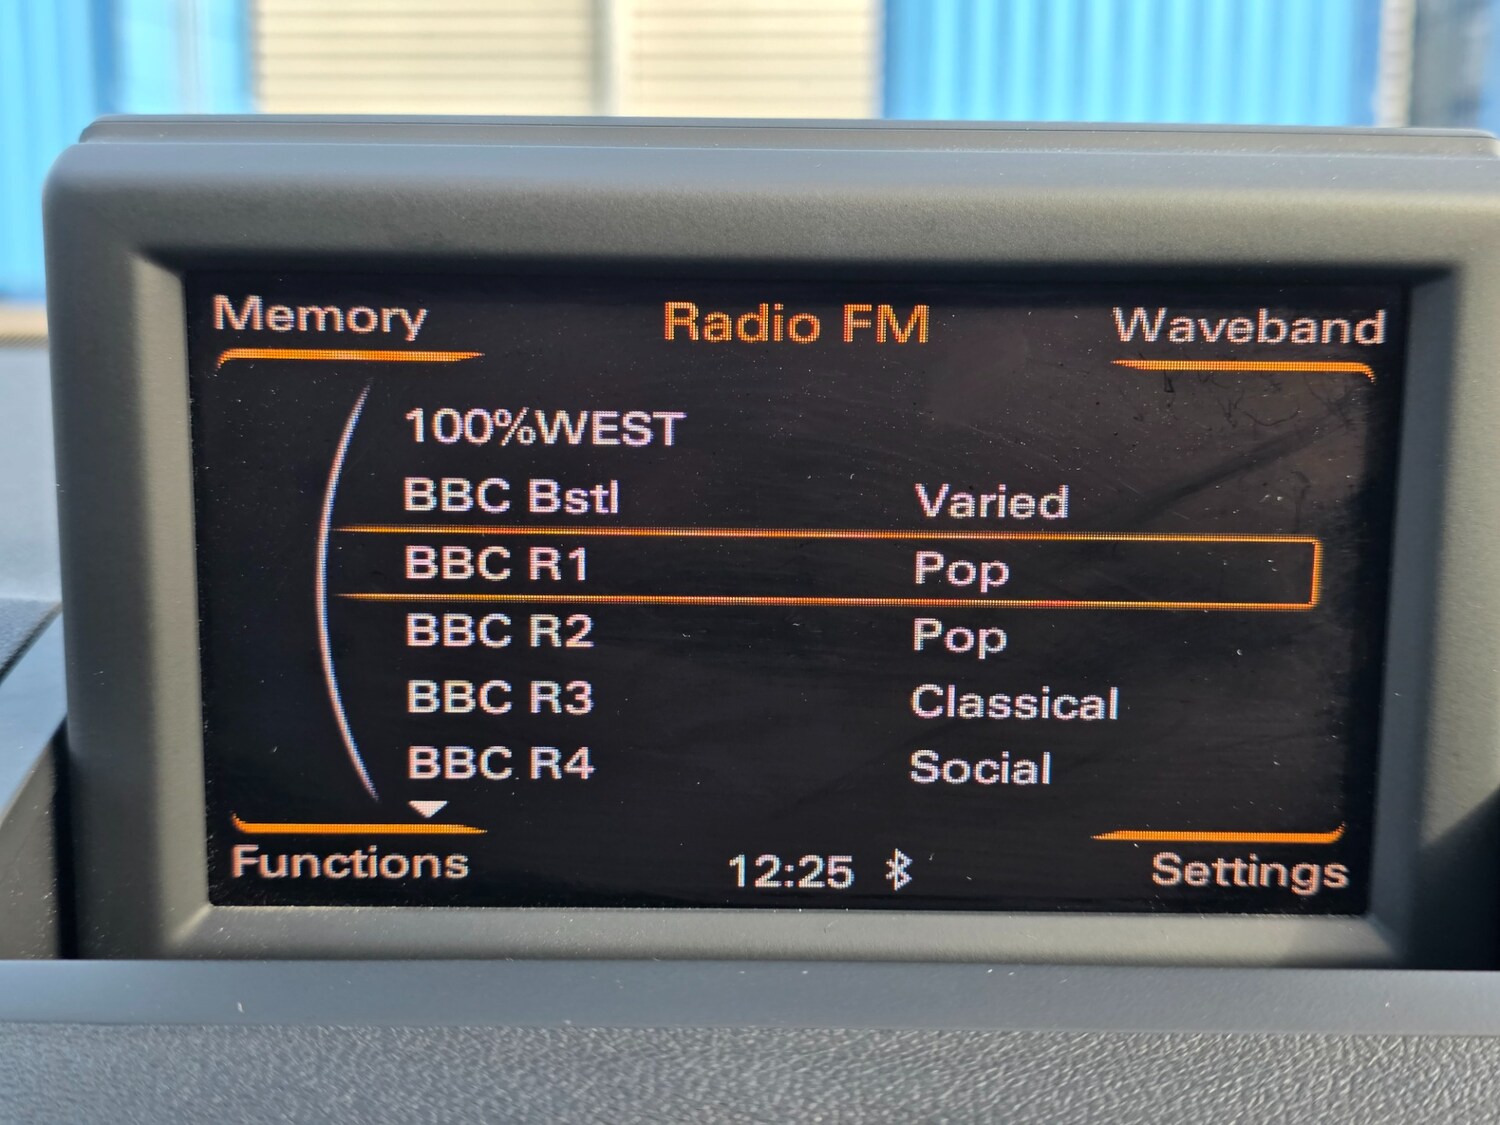 Memory Radio FM Waveband
100%WEST
BBC Bstl Varied
BBC R1 Pop
BBC R2 Pop
BBC R3 Classical
BBC R4 Social
Functions 12:25 Settings